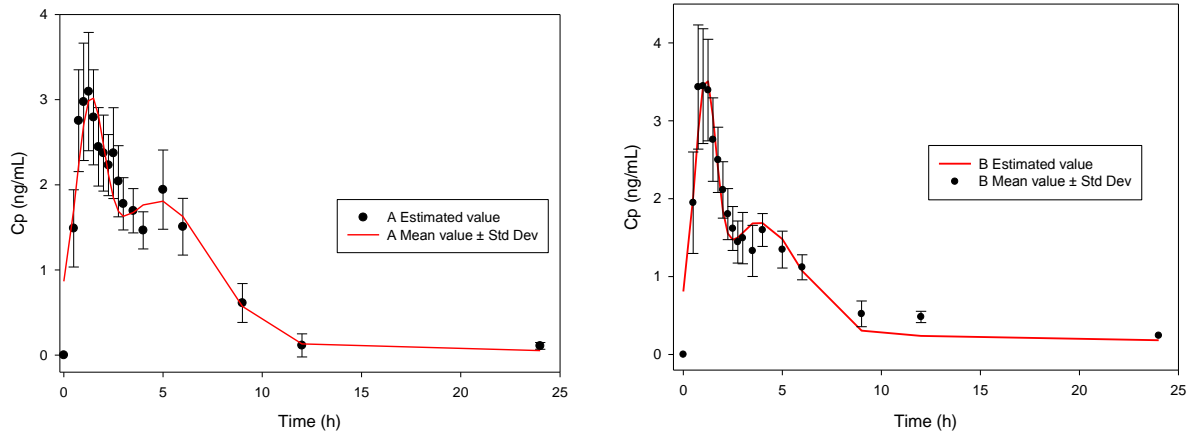 4
3
2
1
0
Cp (ng/mL)
A Estimated value
A Mean value ± Std Dev
0 5 10 15 20 25
Time (h)
4
3
2
1
0
Cp (ng/mL)
B Estimated value
B Mean value ± Std Dev
0 5 10 15 20 25
Time (h)